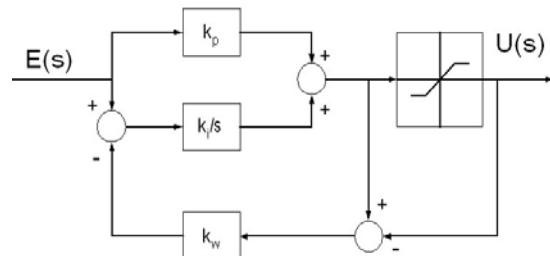 E(s)
k_p
+
+
U(s)
+
-
k_i/s
k_w
+
-